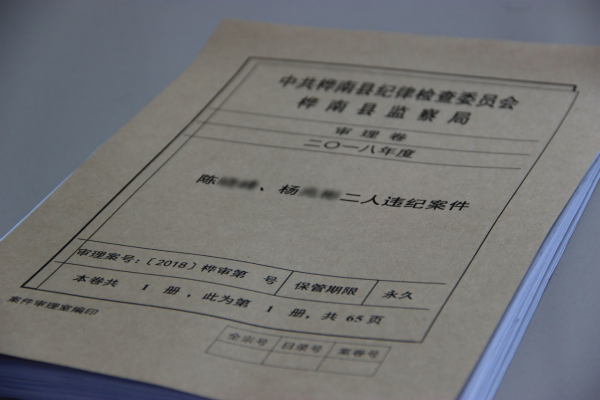 中共桦南县纪律检查委员会
桦南县监察局
审理卷
二〇一八年度
陈、杨二人违纪案件
审理案号：〔2018〕桦审第 号 保管期限 永久
本卷共 1 册，此为第 1 册，共 65 页
案件审理室编印
全宗号 目录号 案卷号